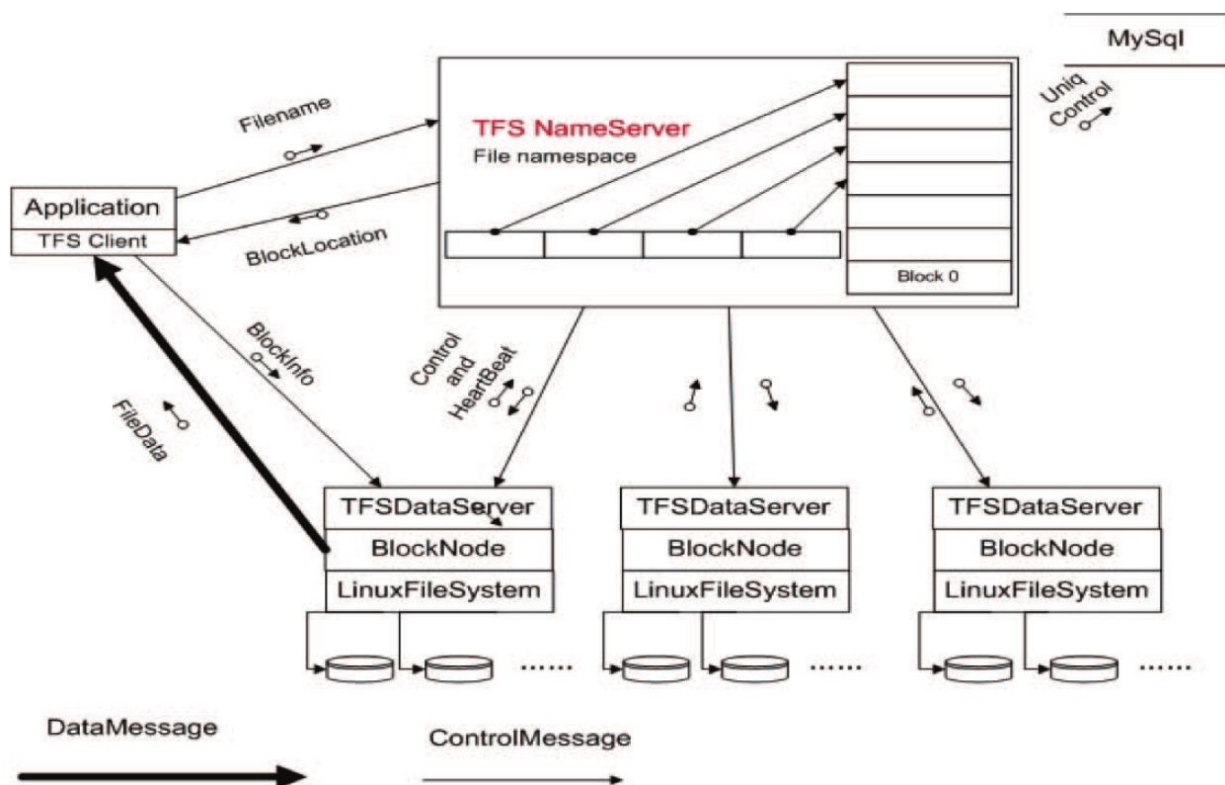 MySql
Uniq
Control
Filename
TFS NameServer
File namespace
Application
TFS Client
BlockLocation
Block 0
BlockInfo
Control
and
HeartBeat
FileData
TFSDataServer
TFSDataServer
TFSDataServer
BlockNode
BlockNode
BlockNode
LinuxFileSystem
LinuxFileSystem
LinuxFileSystem
......
......
......
DataMessage
ControlMessage